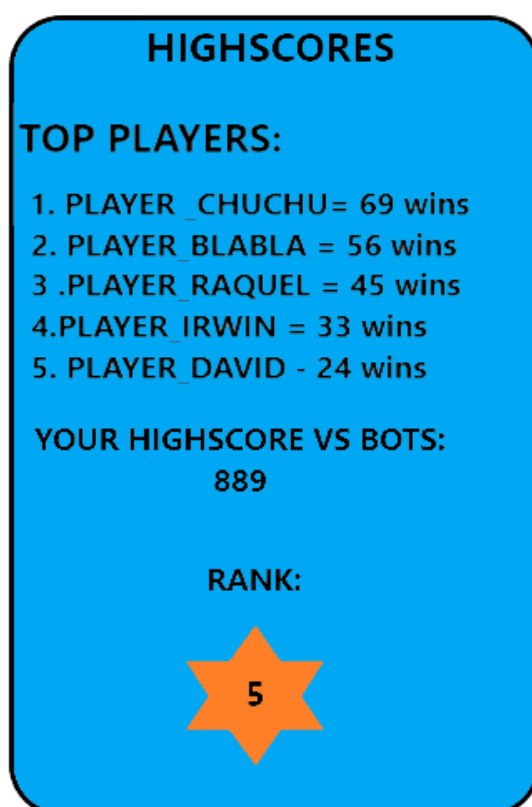 HIGHSCORES
TOP PLAYERS:
1. PLAYER _CHUCHU= 69 wins
2. PLAYER_BLABLA = 56 wins
3 .PLAYER_RAQUEL = 45 wins
4.PLAYER_IRWIN = 33 wins
5. PLAYER_DAVID - 24 wins
YOUR HIGHSCORE VS BOTS:
889
RANK:
5